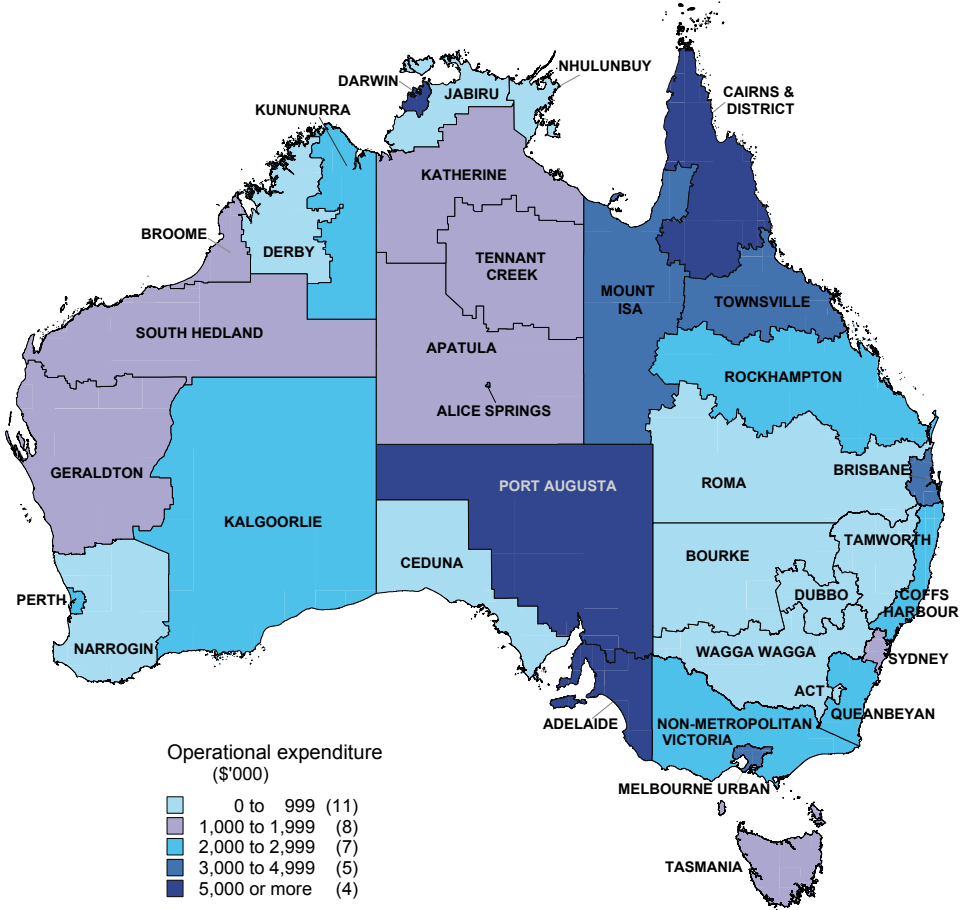 NHULUNBUY
DARWIN
JABIRU
CAIRNS &
DISTRICT
KUNUNURRA
KATHERINE
BROOME
DERBY
TENNANT
CREEK
MOUNT
ISA
TOWNSVILLE
SOUTH HEDLAND
APATULA
ROCKHAMPTON
ALICE SPRINGS
GERALDTON
BRISBANE
PORT AUGUSTA
ROMA
KALGOORLIE
TAMWORTH
BOURKE
CEDUNA
DUBBO
COFFS
HARBOUR
PERTH
NARROGIN
WAGGA WAGGA
SYDNEY
ACT
QUEANBEYAN
ADELAIDE
NON-METROPOLITAN
VICTORIA
MELBOURNE URBAN
TASMANIA
Operational expenditure
($'000)
0 to 999 (11)
1,000 to 1,999 (8)
2,000 to 2,999 (7)
3,000 to 4,999 (5)
5,000 or more (4)